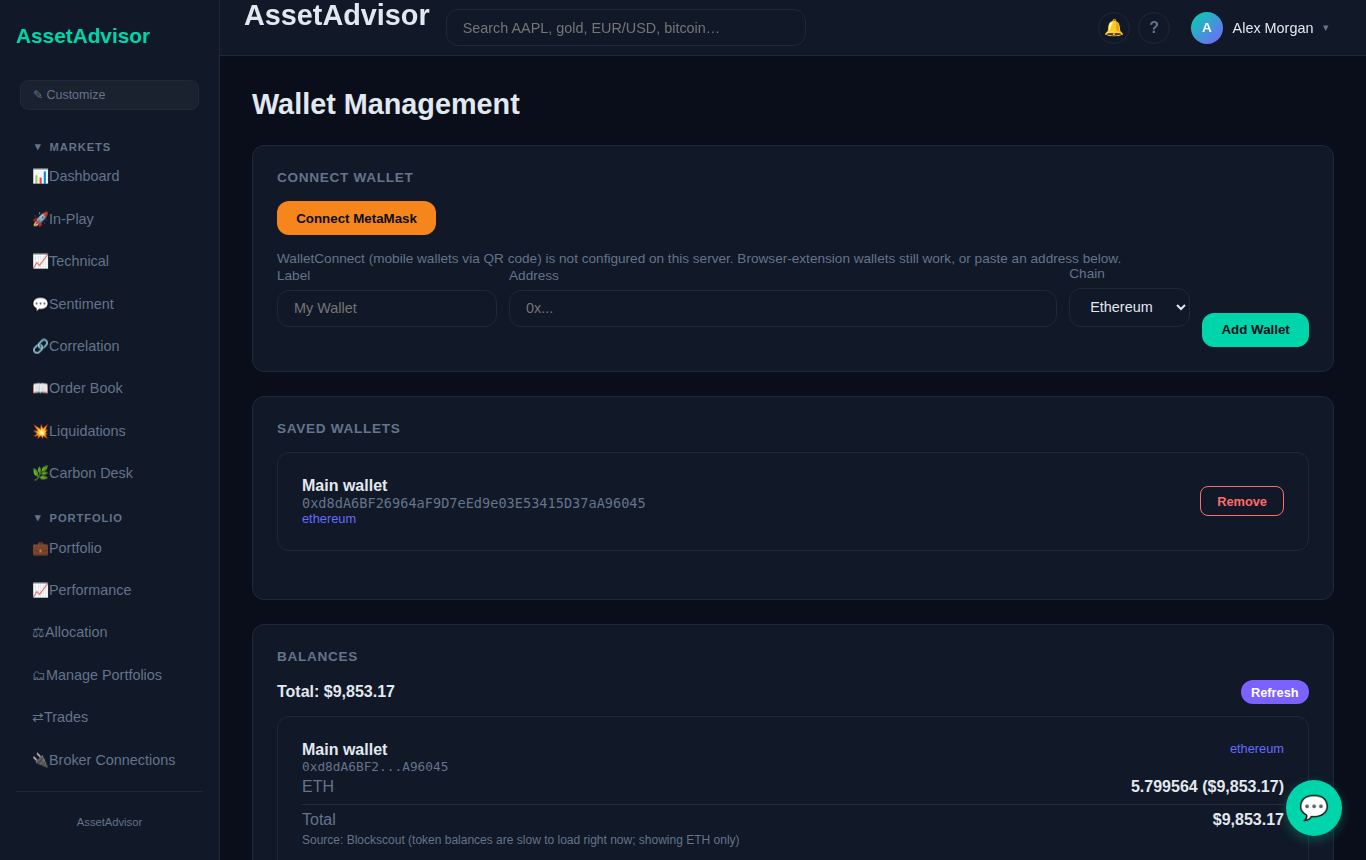 AssetAdvisor
✎ Customize
▼ MARKETS
📊Dashboard
🚀In-Play
📈Technical
💬Sentiment
🔗Correlation
📖Order Book
💥Liquidations
🌿Carbon Desk
▼ PORTFOLIO
💼Portfolio
📈Performance
⚖Allocation
🗂Manage Portfolios
⇄Trades
🔌Broker Connections
AssetAdvisor
AssetAdvisor
Search AAPL, gold, EUR/USD, bitcoin…
🔔 ? A Alex Morgan ▾
Wallet Management
CONNECT WALLET
Connect MetaMask
WalletConnect (mobile wallets via QR code) is not configured on this server. Browser-extension wallets still work, or paste an address below.
Label Address Chain
My Wallet 0x... Ethereum
Add Wallet
SAVED WALLETS
Main wallet
0xd8dA6BF26964aF9D7eEd9e03E53415D37aA96045
ethereum
Remove
BALANCES
Total: $9,853.17 Refresh
Main wallet ethereum
0xd8dA6BF2...A96045
ETH 5.799564 ($9,853.17)
Total $9,853.17
Source: Blockscout (token balances are slow to load right now; showing ETH only)